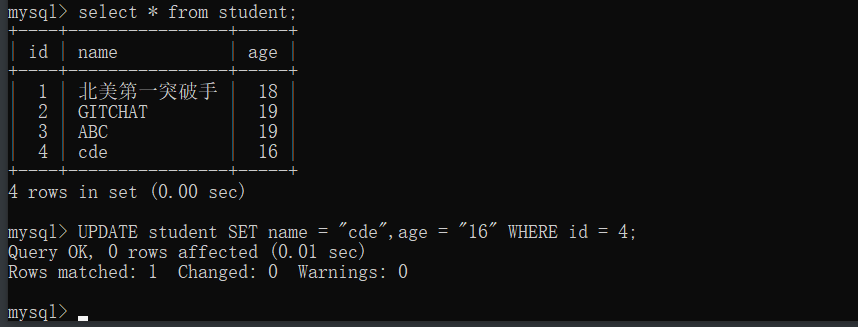 mysql> select * from student;
+----+-----------------+-----+
| id | name            | age |
+----+-----------------+-----+
|  1 | 北美第一突破手  |  18 |
|  2 | GITCHAT         |  19 |
|  3 | ABC             |  19 |
|  4 | cde             |  16 |
+----+-----------------+-----+
4 rows in set (0.00 sec)
mysql> UPDATE student SET name = "cde",age = "16" WHERE id = 4;
Query OK, 0 rows affected (0.01 sec)
Rows matched: 1  Changed: 0  Warnings: 0
mysql>